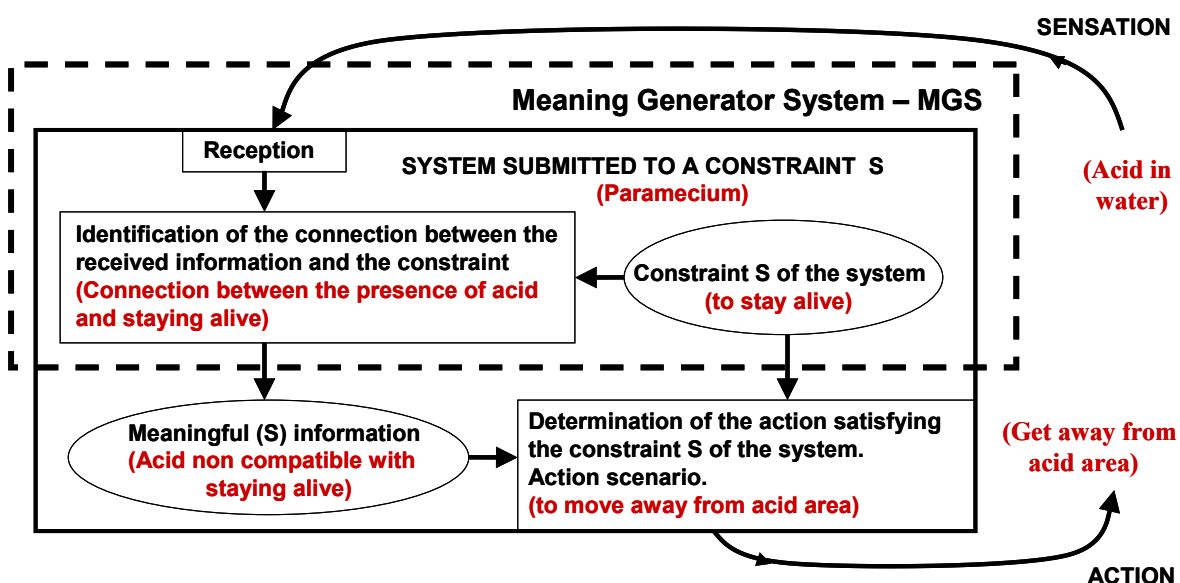 SENSATION
Meaning Generator System – MGS
Reception
SYSTEM SUBMITTED TO A CONSTRAINT S
(Paramecium)
(Acid in
water)
Identification of the connection between the
received information and the constraint
(Connection between the presence of acid
and staying alive)
Constraint S of the system
(to stay alive)
Meaningful (S) information
(Acid non compatible with
staying alive)
Determination of the action satisfying
the constraint S of the system.
Action scenario.
(to move away from acid area)
(Get away from
acid area)
ACTION